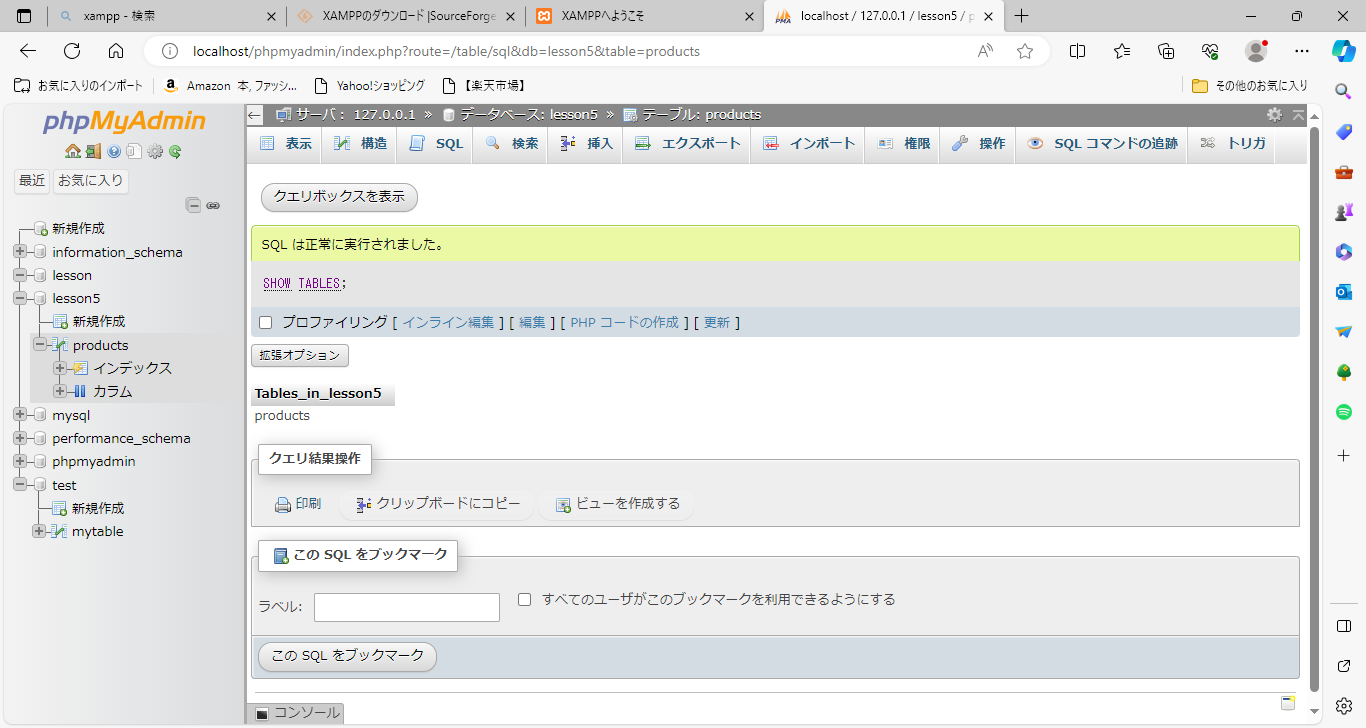 xampp - 検索
XAMPPのダウンロード |SourceForge
XAMPPへようこそ
localhost / 127.0.0.1 / lesson5 / p
localhost/phpmyadmin/index.php?route=/table/sql&db=lesson5&table=products
お気に入りのインポート
Amazon 本, ファッシ...
Yahoo!ショッピング
【楽天市場】
その他のお気に入り
phpMyAdmin
最近 お気に入り
新規作成
information_schema
lesson
lesson5
新規作成
products
インデックス
カラム
mysql
performance_schema
phpmyadmin
test
新規作成
mytable
サーバ: 127.0.0.1 » データベース: lesson5 » テーブル: products
表示 構造 SQL 検索 挿入 エクスポート インポート 権限 操作 SQL コマンドの追跡 トリガ
クエリボックスを表示
SQL は正常に実行されました。
SHOW TABLES;
プロファイリング [ インライン編集 ] [ 編集 ] [ PHP コードの作成 ] [ 更新 ]
拡張オプション
Tables_in_lesson5
products
クエリ結果操作
印刷 クリップボードにコピー ビューを作成する
この SQL をブックマーク
ラベル: すべてのユーザがこのブックマークを利用できるようにする
この SQL をブックマーク
コンソール